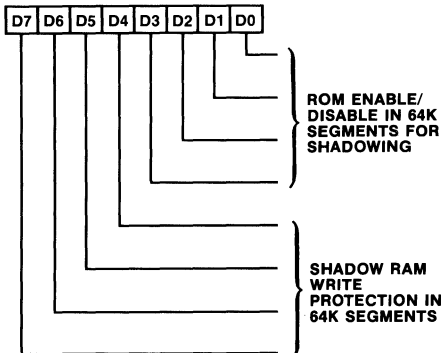 D7 D6 D5 D4 D3 D2 D1 D0
ROM ENABLE/
DISABLE IN 64K
SEGMENTS FOR
SHADOWING
SHADOW RAM
WRITE
PROTECTION IN
64K SEGMENTS